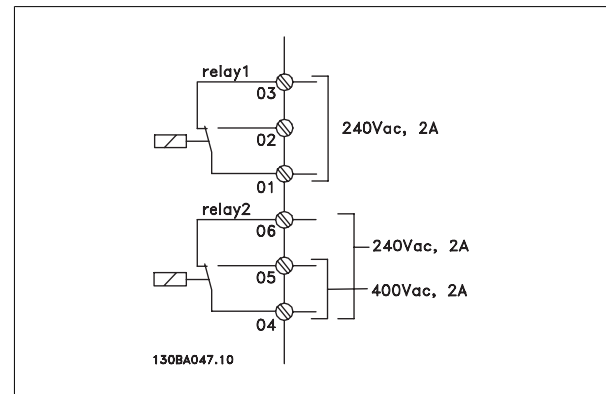 relay1
03
02
240Vac, 2A
01
relay2
06
240Vac, 2A
05
400Vac, 2A
04
130BA047.10